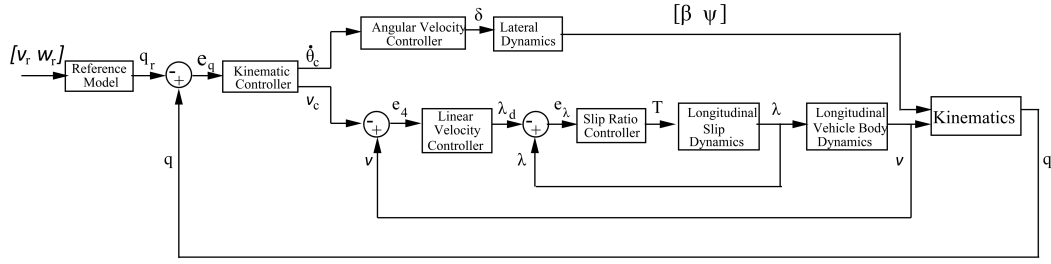 [β ψ]
Angular Velocity
Controller
δ
Lateral
Dynamics
[vr wr]
Reference
Model
qr
-
+
eq
Kinematic
Controller
θ̇c
vc
-
+
e4
Linear
Velocity
Controller
λd
-
+
eλ
Slip Ratio
Controller
T
Longitudinal
Slip
Dynamics
λ
Longitudinal
Vehicle Body
Dynamics
Kinematics
q
v
λ
v
q